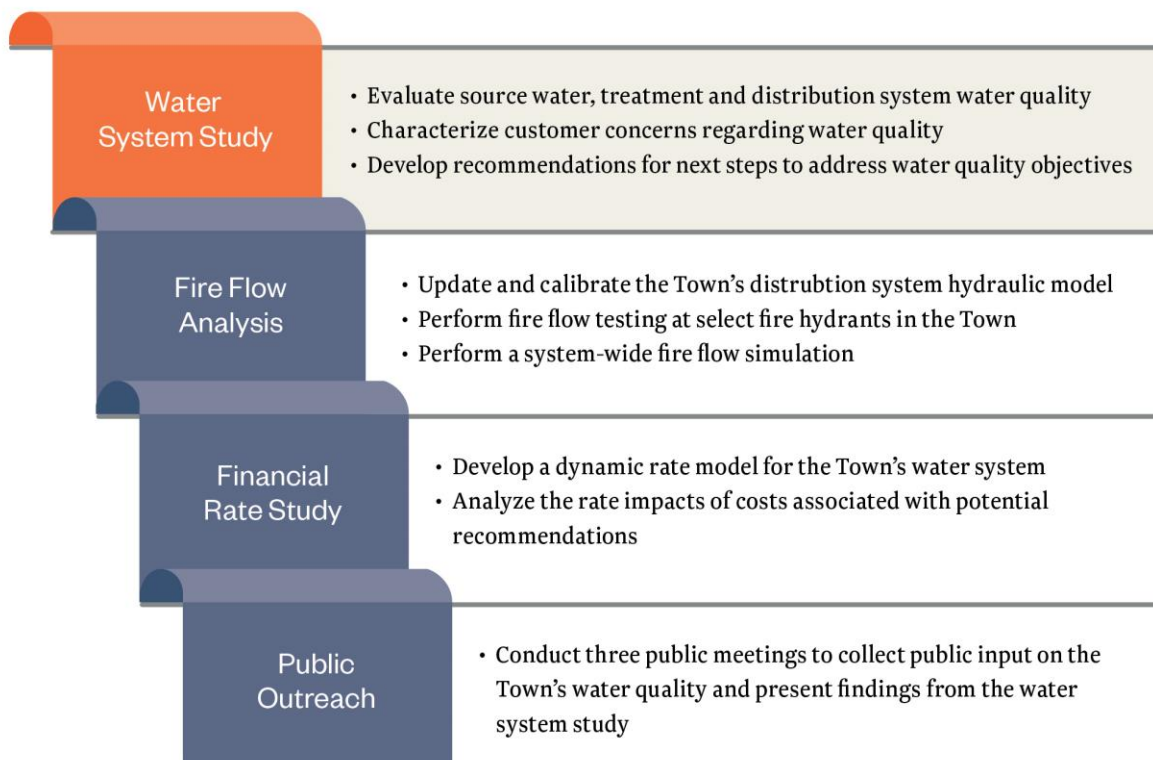 Water
System Study
• Evaluate source water, treatment and distribution system water quality
• Characterize customer concerns regarding water quality
• Develop recommendations for next steps to address water quality objectives
Fire Flow
Analysis
• Update and calibrate the Town’s distrubtion system hydraulic model
• Perform fire flow testing at select fire hydrants in the Town
• Perform a system-wide fire flow simulation
Financial
Rate Study
• Develop a dynamic rate model for the Town’s water system
• Analyze the rate impacts of costs associated with potential
recommendations
Public
Outreach
• Conduct three public meetings to collect public input on the
Town’s water quality and present findings from the water
system study